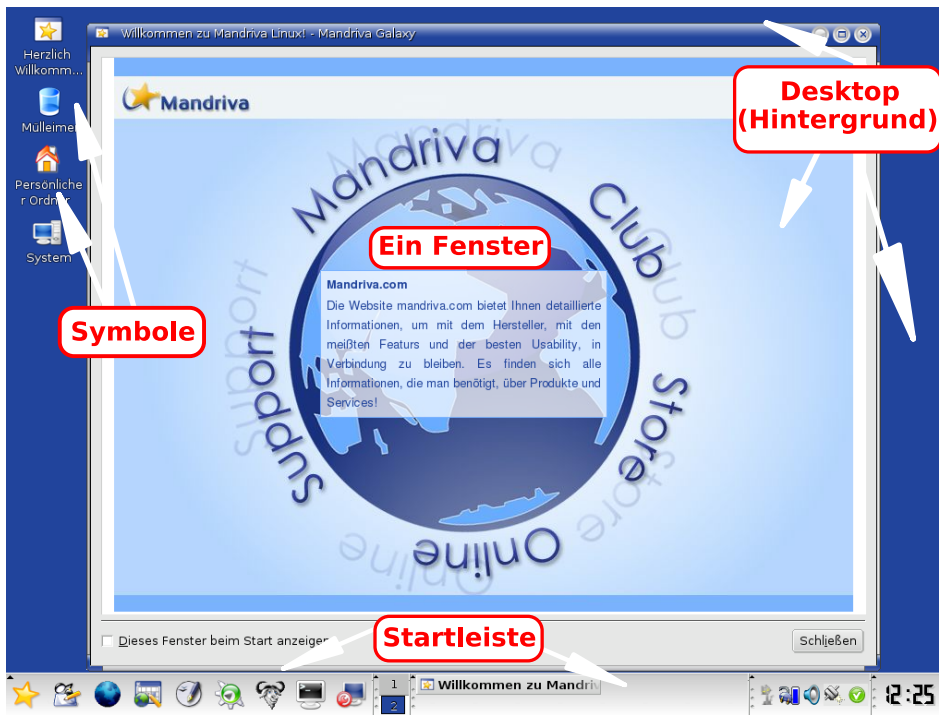 Willkommen zu Mandriva Linux! - Mandriva Galaxy
Herzlich
Willkomm...
Mülleimer
Persönliche
r Ordner
System
Mandriva
Desktop
(Hintergrund)
Mandriva
Club
Store
Online
Support
Ein Fenster
Mandriva.com
Die Website mandriva.com bietet Ihnen detaillierte
Informationen, um mit dem Hersteller, mit den
meißten Featurs und der besten Usability, in
Verbindung zu bleiben. Es finden sich alle
Informationen, die man benötigt, über Produkte und
Services!
Symbole
Dieses Fenster beim Start anzeigen
Startleiste
Schließen
1
2
Willkommen zu Mandriv
12:25